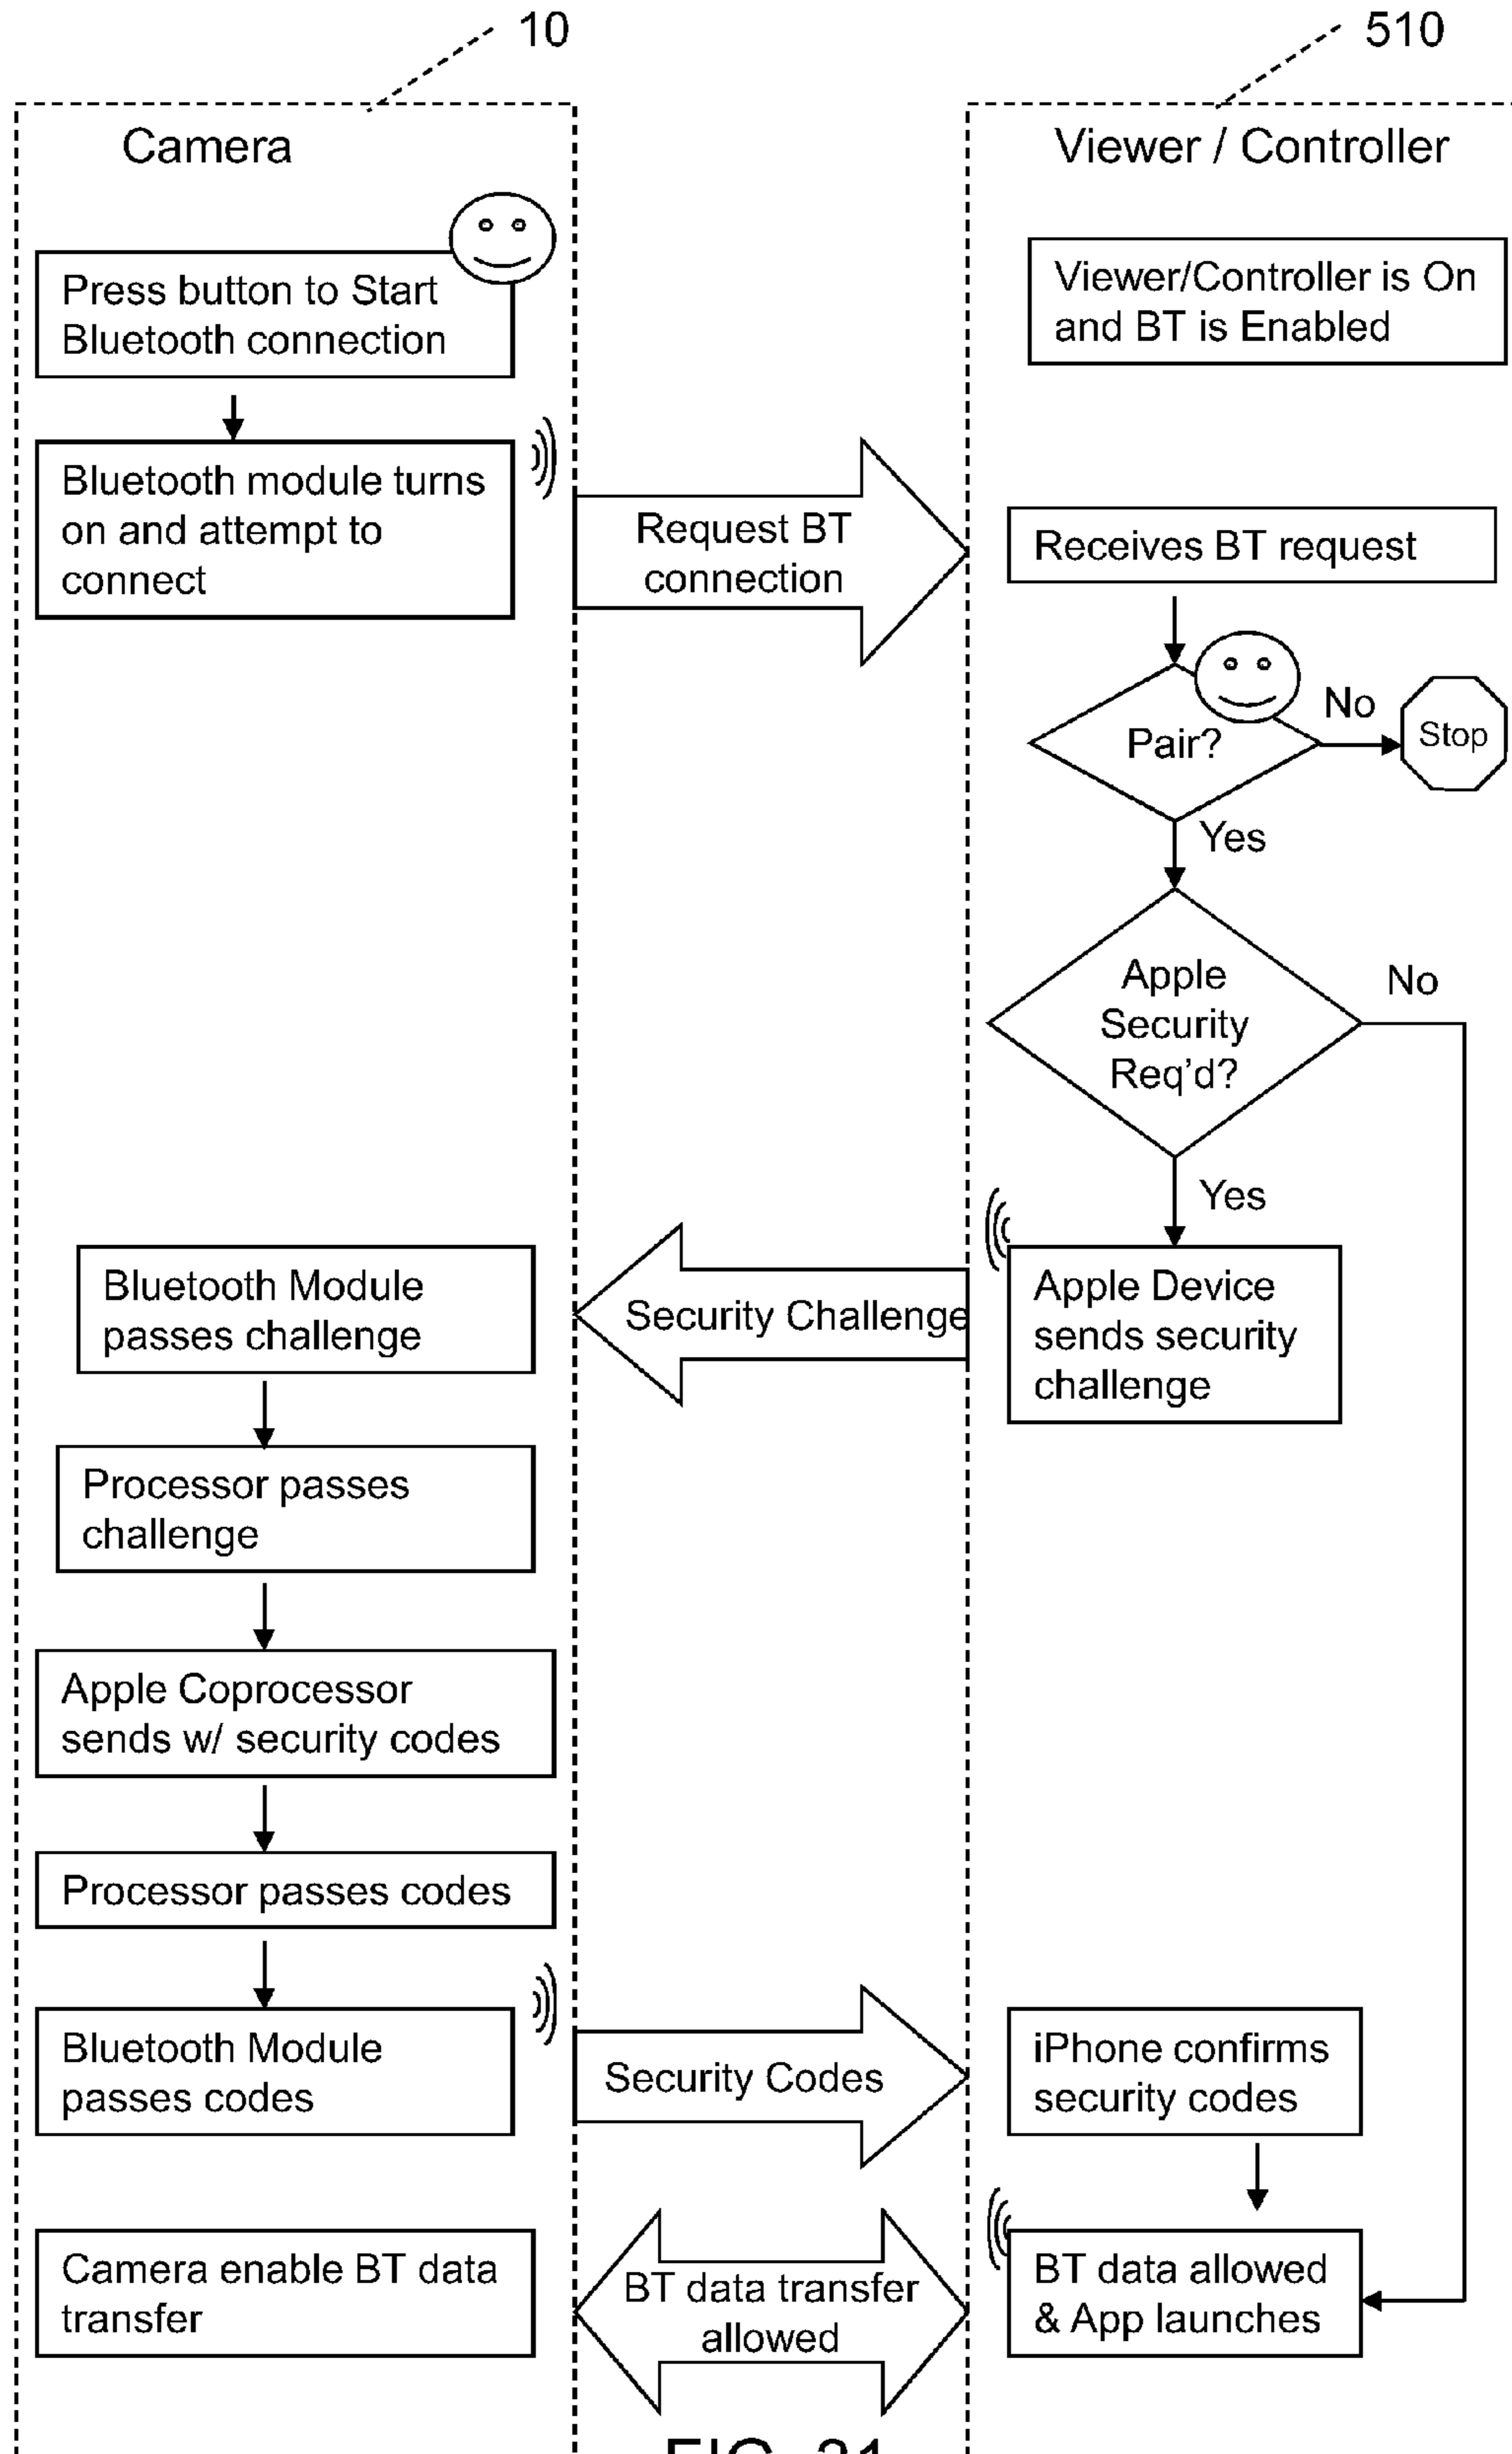 10
510
Camera
Viewer / Controller
Press button to Start
Bluetooth connection
Viewer/Controller is On
and BT is Enabled
Bluetooth module turns
on and attempt to
connect
Request BT
connection
Receives BT request
Pair?
No
Stop
Yes
Apple
Security
Req'd?
No
Yes
Apple Device
sends security
challenge
Security Challenge
Bluetooth Module
passes challenge
Processor passes
challenge
Apple Coprocessor
sends w/ security codes
Processor passes codes
Bluetooth Module
passes codes
Security Codes
iPhone confirms
security codes
Camera enable BT data
transfer
BT data transfer
allowed
BT data allowed
& App launches
FIG.